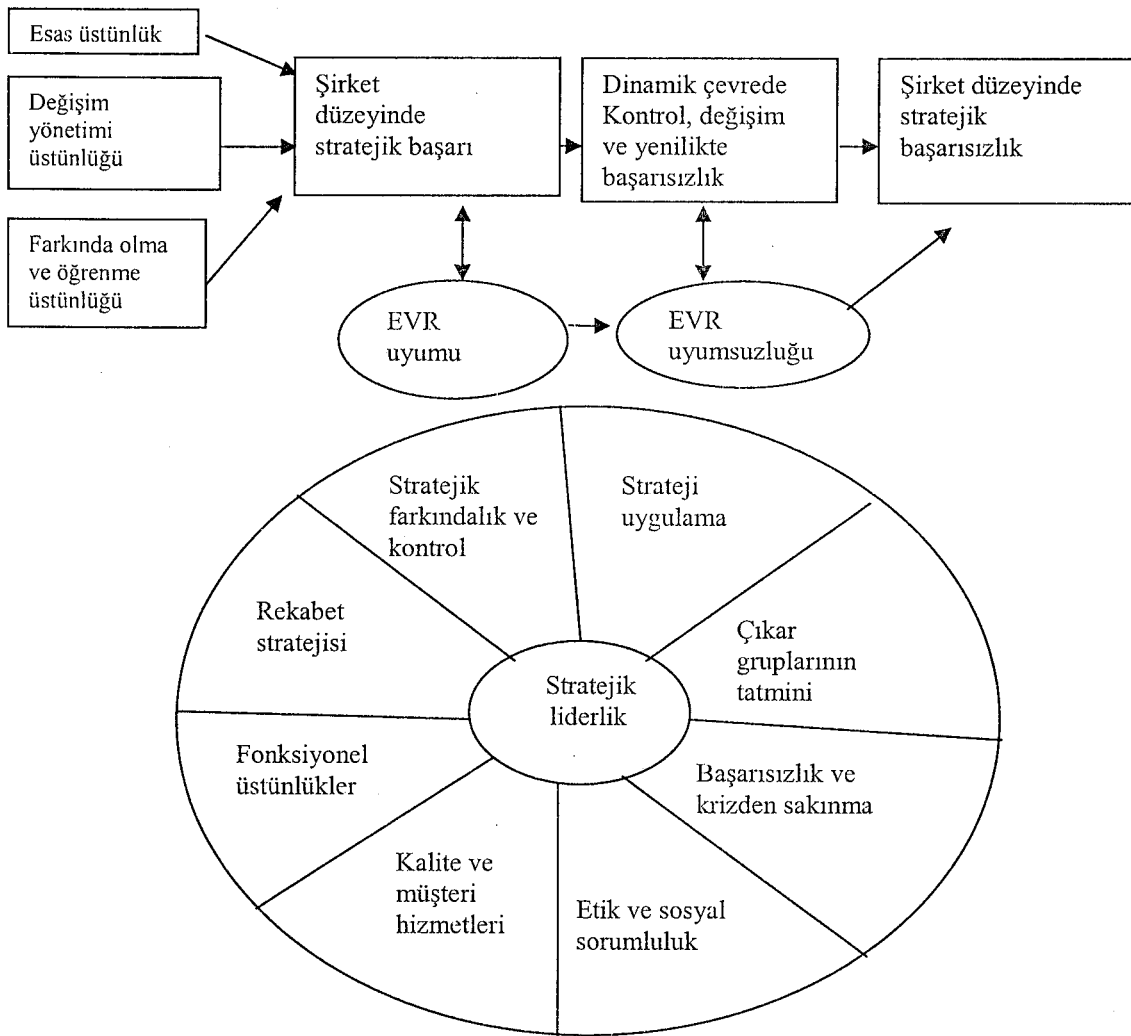 Esas üstünlük
Değişim
yönetimi
üstünlüğü
Farkında olma
ve öğrenme
üstünlüğü
Şirket
düzeyinde
stratejik başarı
Dinamik çevrede
Kontrol, değişim
ve yenilikte
başarısızlık
Şirket düzeyinde
stratejik
başarısızlık
EVR
uyumu
EVR
uyumsuzluğu
Stratejik
farkındalık ve
kontrol
Strateji
uygulama
Rekabet
stratejisi
Çıkar
gruplarının
tatmini
Stratejik
liderlik
Fonksiyonel
üstünlükler
Başarısızlık ve
krizden sakınma
Kalite ve
müşteri
hizmetleri
Etik ve sosyal
sorumluluk